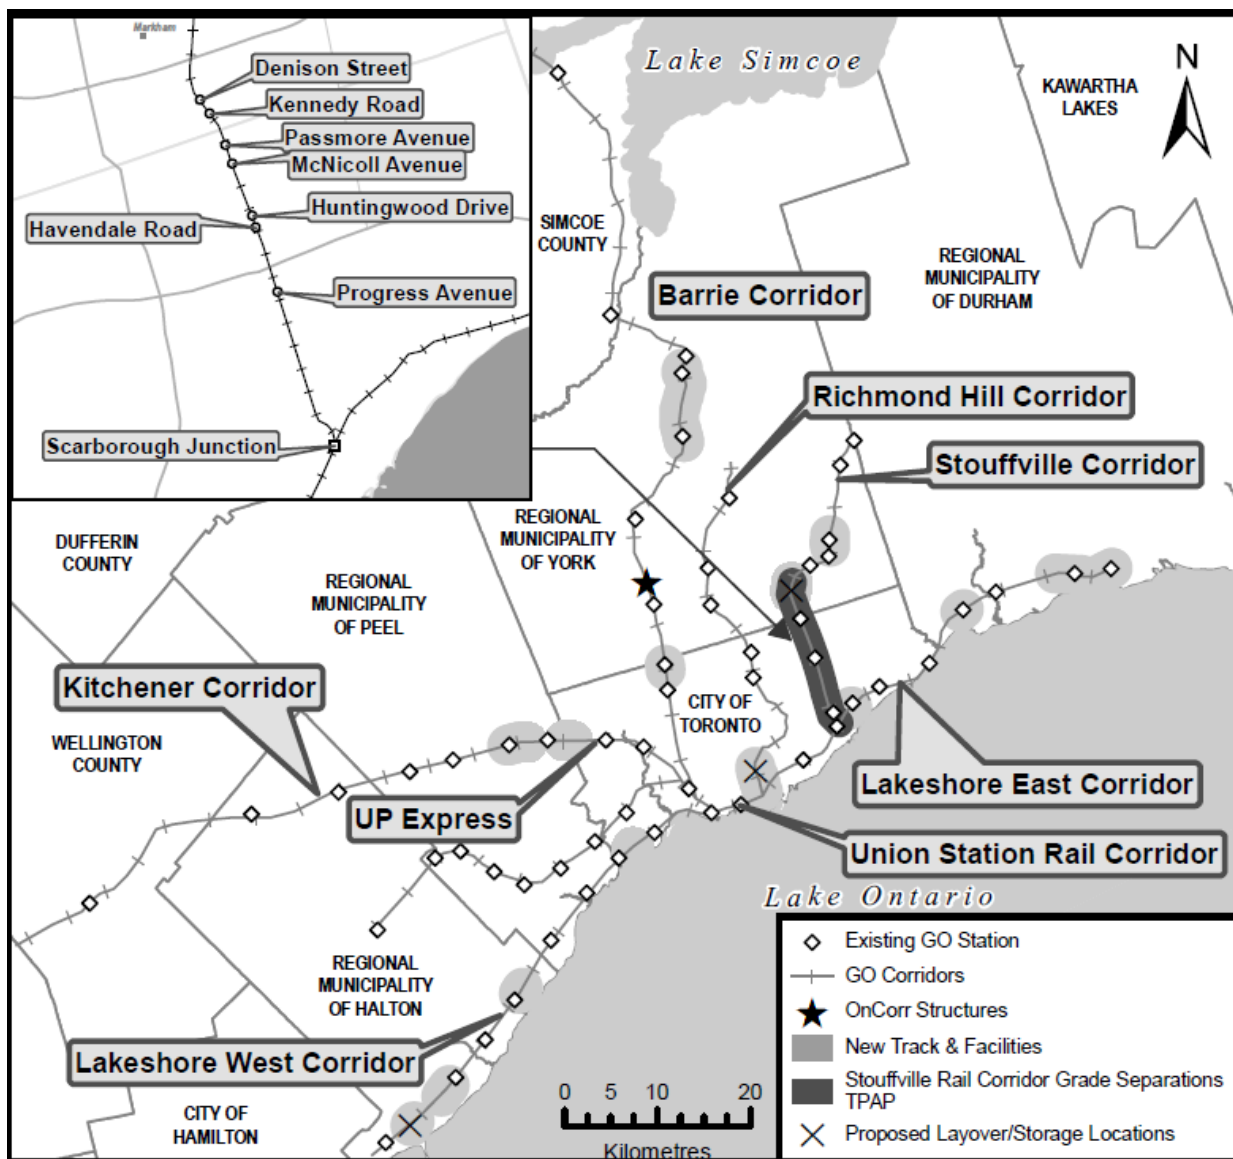 Markham
Denison Street
Kennedy Road
Passmore Avenue
McNicoll Avenue
Huntingwood Drive
Havendale Road
Progress Avenue
Scarborough Junction
Lake Simcoe
N
KAWARTHA
LAKES
SIMCOE
COUNTY
REGIONAL
MUNICIPALITY
OF DURHAM
Barrie Corridor
Richmond Hill Corridor
Stouffville Corridor
REGIONAL
MUNICIPALITY
OF YORK
DUFFERIN
COUNTY
REGIONAL
MUNICIPALITY
OF PEEL
Kitchener Corridor
CITY OF
TORONTO
WELLINGTON
COUNTY
Lakeshore East Corridor
UP Express
Union Station Rail Corridor
Lake Ontario
REGIONAL
MUNICIPALITY
OF HALTON
Lakeshore West Corridor
CITY OF
HAMILTON
0 5 10 20
Kilometres
Existing GO Station
GO Corridors
OnCorr Structures
New Track & Facilities
Stouffville Rail Corridor Grade Separations
TPAP
Proposed Layover/Storage Locations